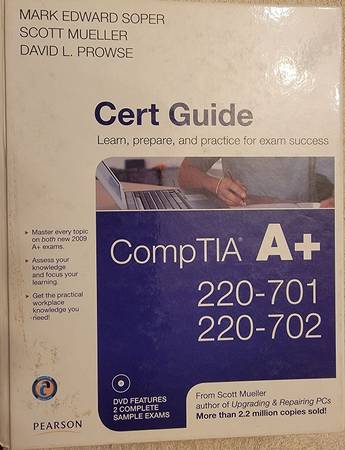 MARK EDWARD SOPER
SCOTT MUELLER
DAVID L. PROWSE
Cert Guide
Learn, prepare, and practice for exam success
▸ Master every topic
on both new 2009
A+ exams.
▸ Assess your
knowledge
and focus your
learning.
▸ Get the practical
workplace
knowledge you
need!
CompTIA® A+
220-701
220-702
DVD FEATURES
2 COMPLETE
SAMPLE EXAMS
From Scott Mueller
author of Upgrading & Repairing PCs
More than 2.2 million copies sold!
PEARSON